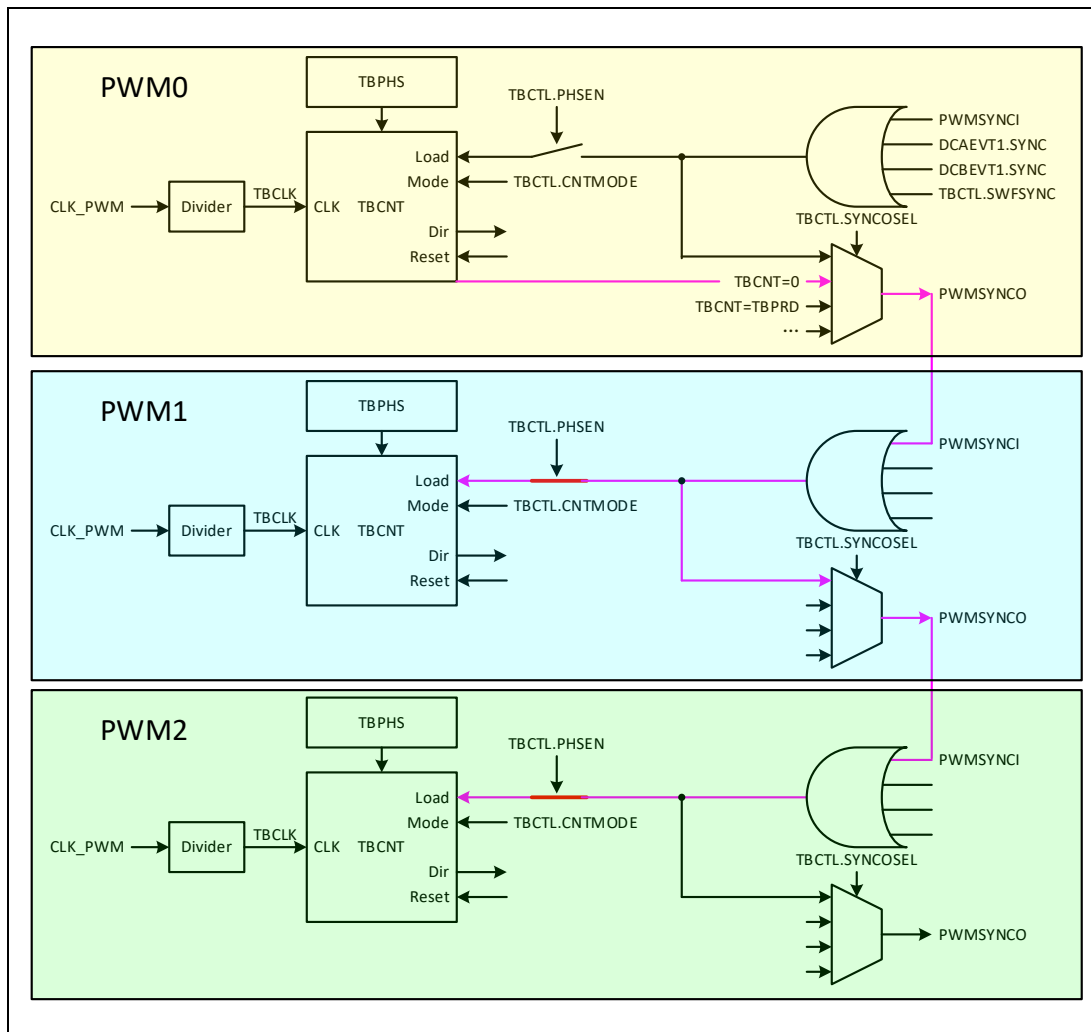 PWM0
TBPHS
TBCTL.PHSEN
PWMSYNCI
Load
DCAEVT1.SYNC
Mode
TBCTL.CNTMODE
DCBEVT1.SYNC
TBCTL.SWFSYNC
CLK_PWM
Divider
TBCLK
CLK
TBCNT
TBCTL.SYNCOSEL
Dir
Reset
TBCNT=0
PWMSYNCO
TBCNT=TBPRD
...
PWM1
TBPHS
TBCTL.PHSEN
PWMSYNCI
Load
Mode
TBCTL.CNTMODE
CLK_PWM
Divider
TBCLK
CLK
TBCNT
TBCTL.SYNCOSEL
Dir
Reset
PWMSYNCO
PWM2
TBPHS
TBCTL.PHSEN
PWMSYNCI
Load
Mode
TBCTL.CNTMODE
CLK_PWM
Divider
TBCLK
CLK
TBCNT
TBCTL.SYNCOSEL
Dir
Reset
PWMSYNCO